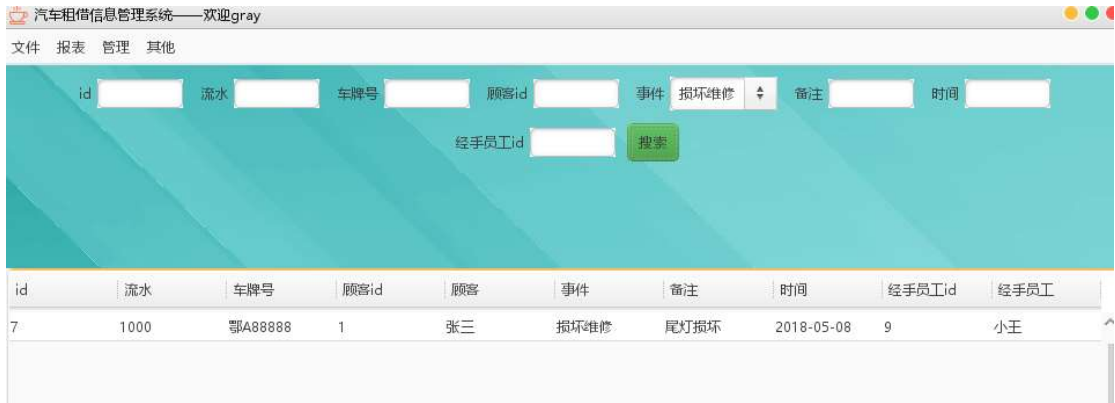 汽车租借信息管理系统——欢迎gray
文件 报表 管理 其他
id 流水 车牌号 顾客id 事件 损坏维修 备注 时间
经手员工id 搜索
id 流水 车牌号 顾客id 顾客 事件 备注 时间 经手员工id 经手员工
7 1000 鄂A88888 1 张三 损坏维修 尾灯损坏 2018-05-08 9 小王